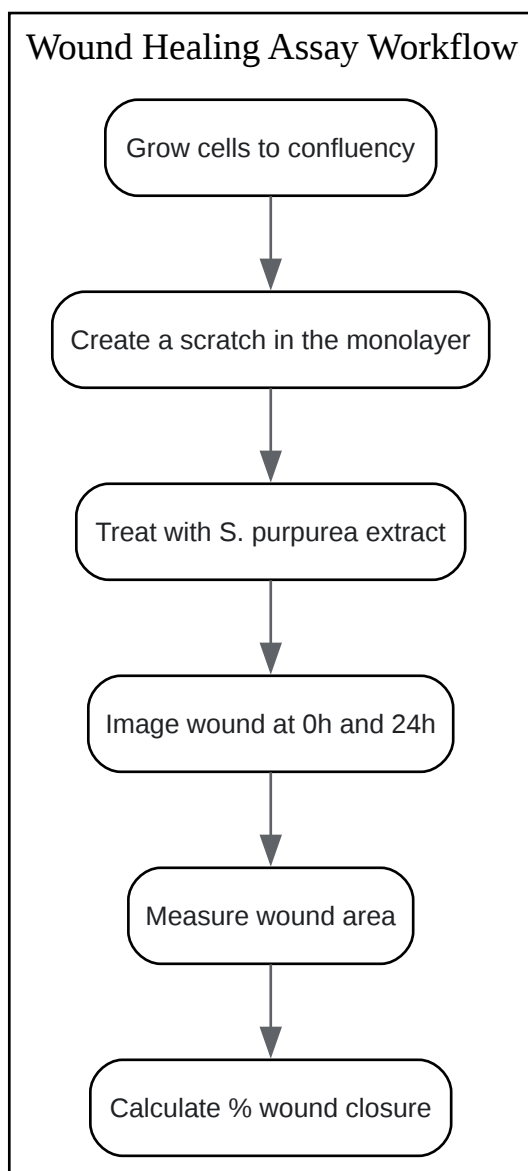 Wound Healing Assay Workflow
Grow cells to confluency
Create a scratch in the monolayer
Treat with S. purpurea extract
Image wound at 0h and 24h
Measure wound area
Calculate % wound closure